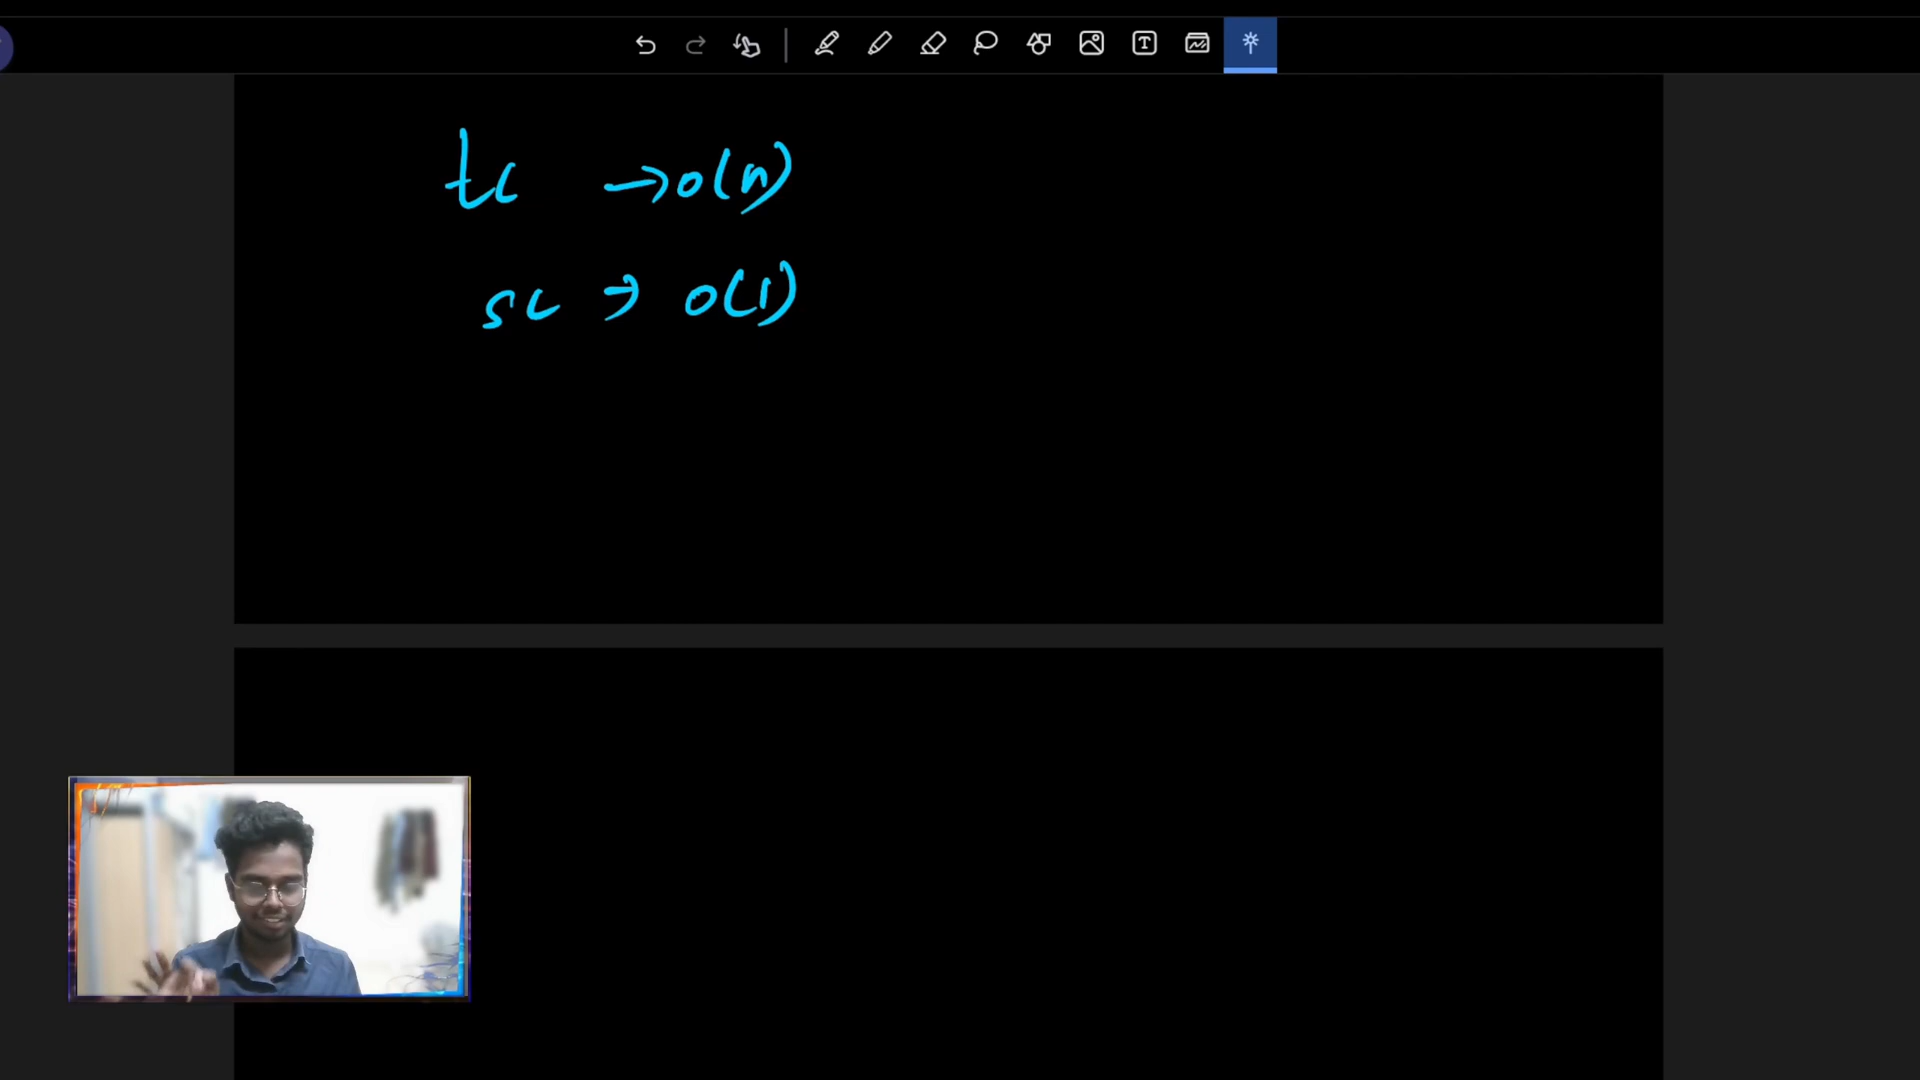 tc → o(n)
sc → o(1)